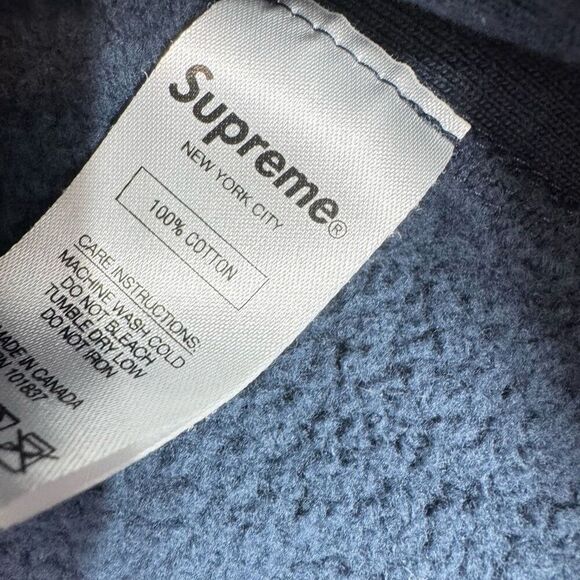 Supreme®
NEW YORK CITY
100% COTTON
CARE INSTRUCTIONS:
MACHINE WASH COLD
DO NOT BLEACH
TUMBLE DRY LOW
DO NOT IRON
MADE IN CANADA
101837